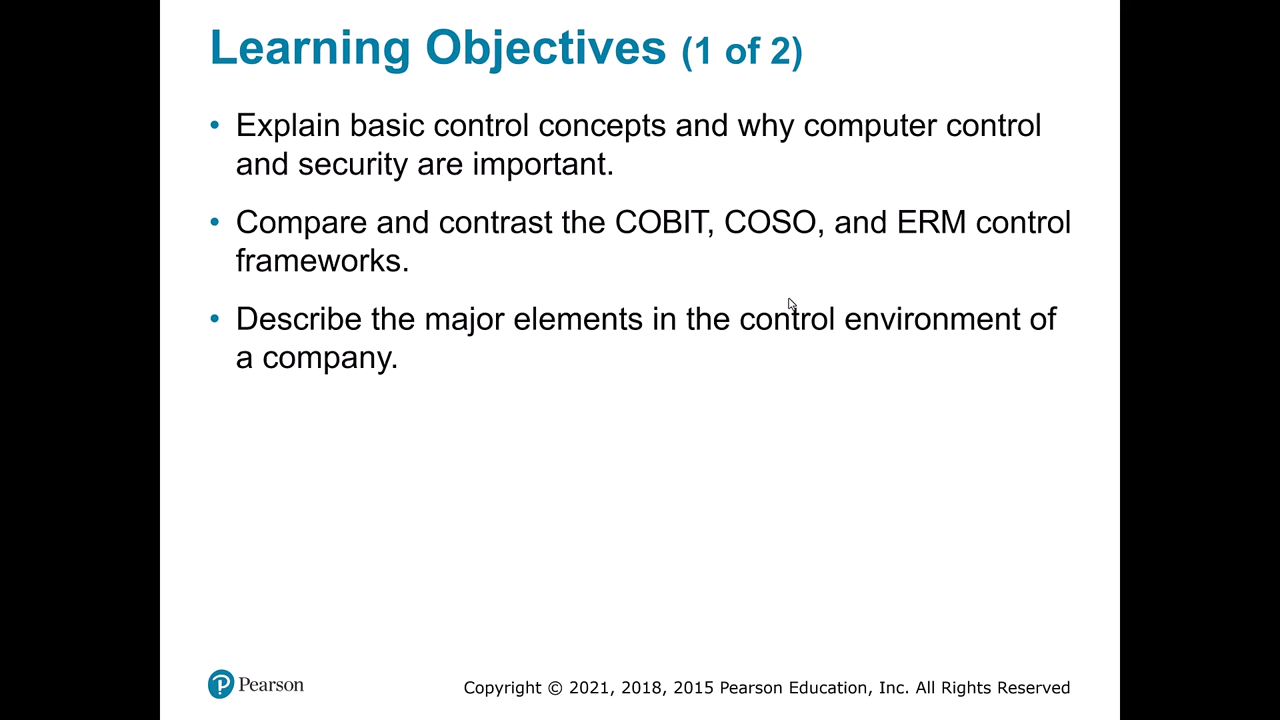 Learning Objectives (1 of 2)
• Explain basic control concepts and why computer control
and security are important.
• Compare and contrast the COBIT, COSO, and ERM control
frameworks.
• Describe the major elements in the control environment of
a company.
Pearson
Copyright © 2021, 2018, 2015 Pearson Education, Inc. All Rights Reserved